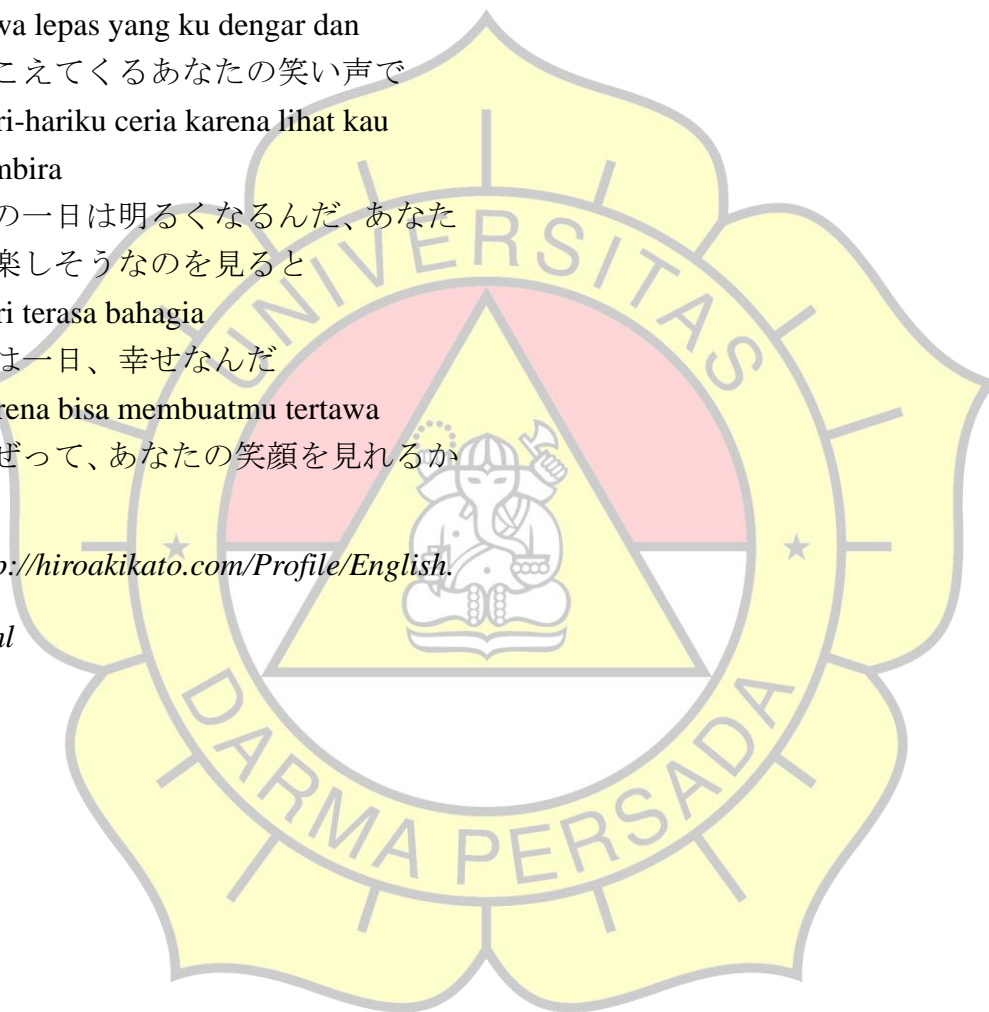 wa lepas yang ku dengar dan
こえてくるあなたの笑い声で
ri-hariku ceria karena lihat kau
mbira
の一日は明るくなるんだ、あなた
楽しそうなのを見ると
ri terasa bahagia
は一日、幸せなんだ
rena bisa membuatmu tertawa
ぜって、あなたの笑顔を見れるか
p://hiroakikato.com/Profile/English.
ml
UNIVERSITAS
DARMA PERSADA